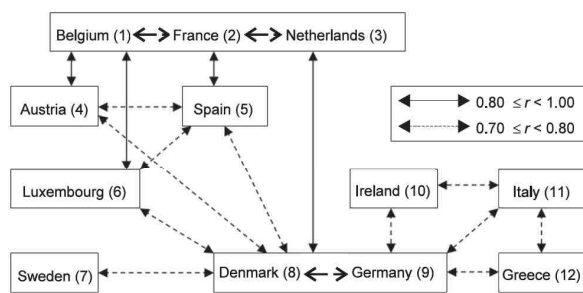 Belgium (1) France (2) Netherlands (3)
Austria (4) Spain (5)
0.80 ≤ r < 1.00
0.70 ≤ r < 0.80
Luxembourg (6) Ireland (10) Italy (11)
Sweden (7) Denmark (8) Germany (9) Greece (12)